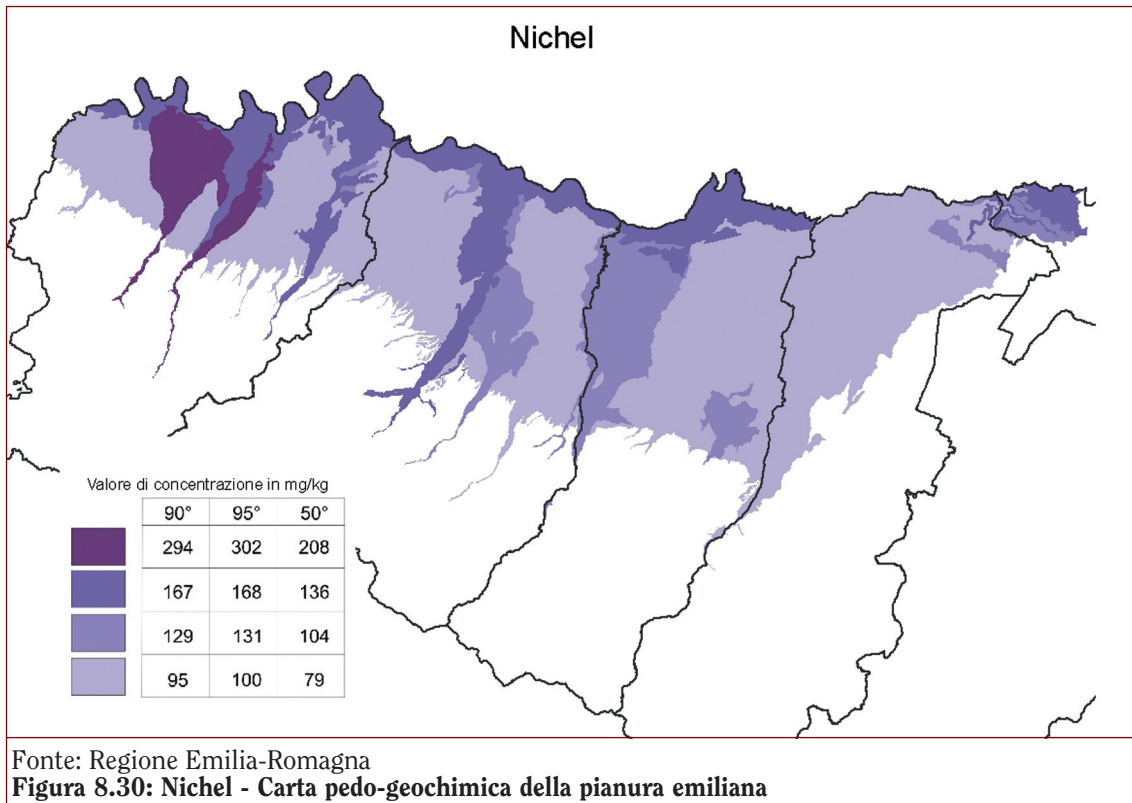 Nichel
Valore di concentrazione in mg/kg
90° 95° 50°
294 302 208
167 168 136
129 131 104
95 100 79
Fonte: Regione Emilia-Romagna
Figura 8.30: Nichel - Carta pedo-geochimica della pianura emiliana